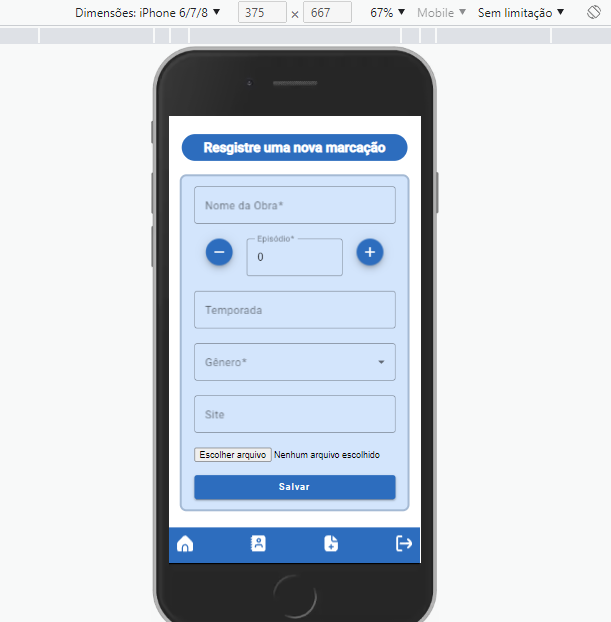 Dimensões: iPhone 6/7/8 ▼ 375 × 667 67% ▼ Mobile ▼ Sem limitação ▼
Resgistre uma nova marcação
Nome da Obra*
Episódio*
− 0 +
Temporada
Gênero*
Site
Escolher arquivo Nenhum arquivo escolhido
Salvar